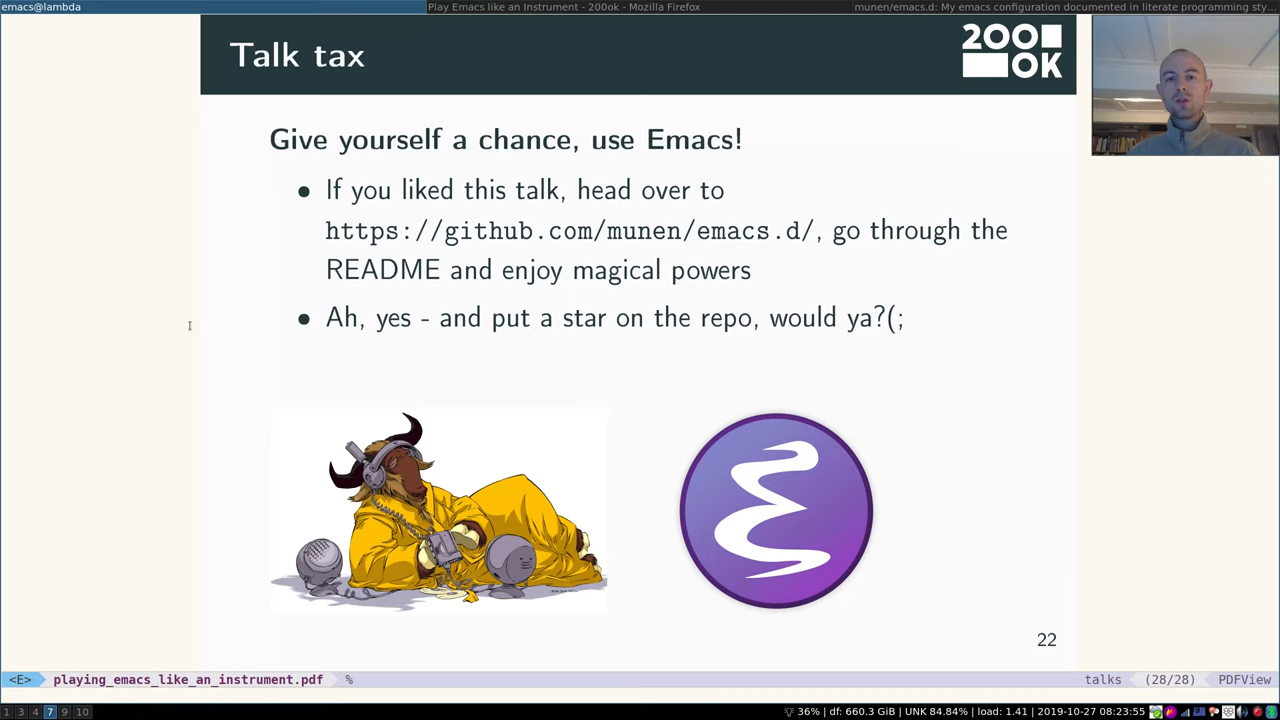 emacs@lambda
Play Emacs like an Instrument - 200ok - Mozilla Firefox
munen/emacs.d: My emacs configuration documented in literate programming sty...
Talk tax
200 OK
Give yourself a chance, use Emacs!
• If you liked this talk, head over to
https://github.com/munen/emacs.d/, go through the
README and enjoy magical powers
• Ah, yes - and put a star on the repo, would ya?(;
22
<E> playing_emacs_like_an_instrument.pdf % talks (28/28) PDFView
1 3 4 7 9 10 36% | df: 660.3 GiB | UNK 84.84% | load: 1.41 | 2019-10-27 08:23:55